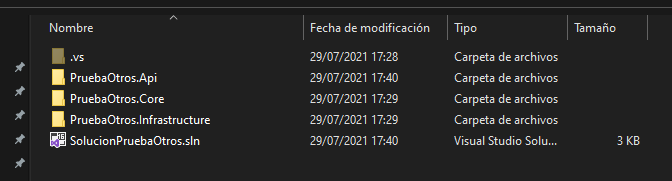 Nombre Fecha de modificación Tipo Tamaño
.vs 29/07/2021 17:28 Carpeta de archivos
PruebaOtros.Api 29/07/2021 17:40 Carpeta de archivos
PruebaOtros.Core 29/07/2021 17:29 Carpeta de archivos
PruebaOtros.Infrastructure 29/07/2021 17:29 Carpeta de archivos
SolucionPruebaOtros.sln 29/07/2021 17:40 Visual Studio Solu... 3 KB